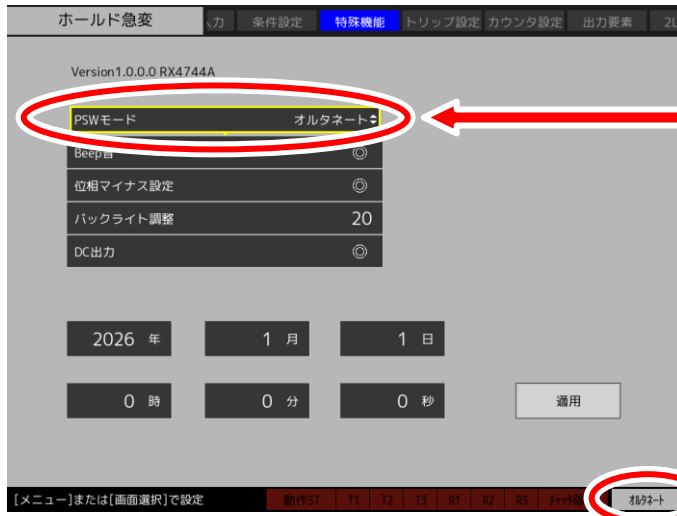 ホールド急変 入力 条件設定 特殊機能 トリップ設定 カウンタ設定 出力要素
Version1.0.0.0 RX4744A
PSWモード オルタネート
Beep音 ◎
位相マイナス設定 ◎
バックライト調整 20
DC出力 ◎
2026 年 1 月 1 日
0 時 0 分 0 秒 適用
[メニュー]または[画面選択]で設定 動作ST T1 T2 T3 R1 R2 R3 オルタネート